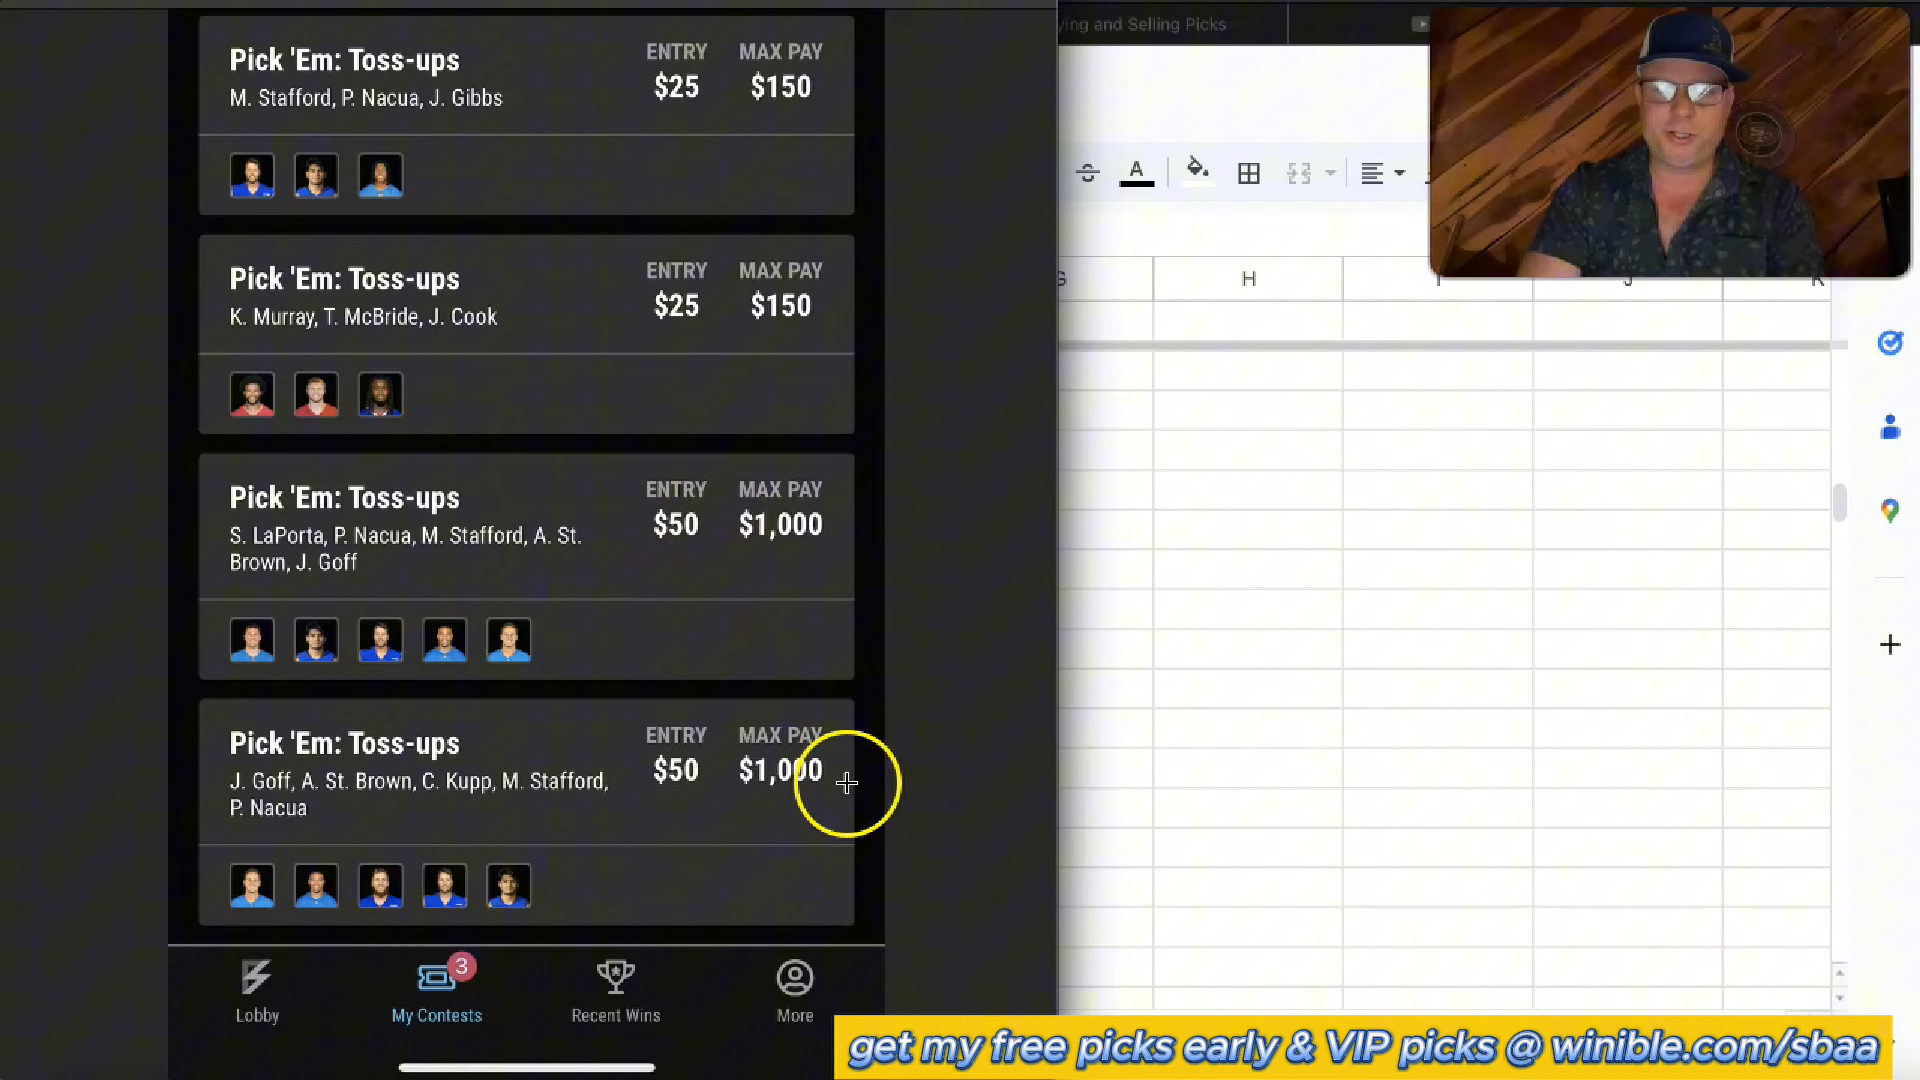 Pick 'Em: Toss-ups
M. Stafford, P. Nacua, J. Gibbs
ENTRY
$25
MAX PAY
$150
Pick 'Em: Toss-ups
K. Murray, T. McBride, J. Cook
ENTRY
$25
MAX PAY
$150
Pick 'Em: Toss-ups
S. LaPorta, P. Nacua, M. Stafford, A. St.
Brown, J. Goff
ENTRY
$50
MAX PAY
$1,000
Pick 'Em: Toss-ups
J. Goff, A. St. Brown, C. Kupp, M. Stafford,
P. Nacua
ENTRY
$50
MAX PAY
$1,000
Lobby
3
My Contests
Recent Wins
More
and Selling Picks
A
G
H
J
K
get my free picks early & VIP picks @ winible.com/sbaa